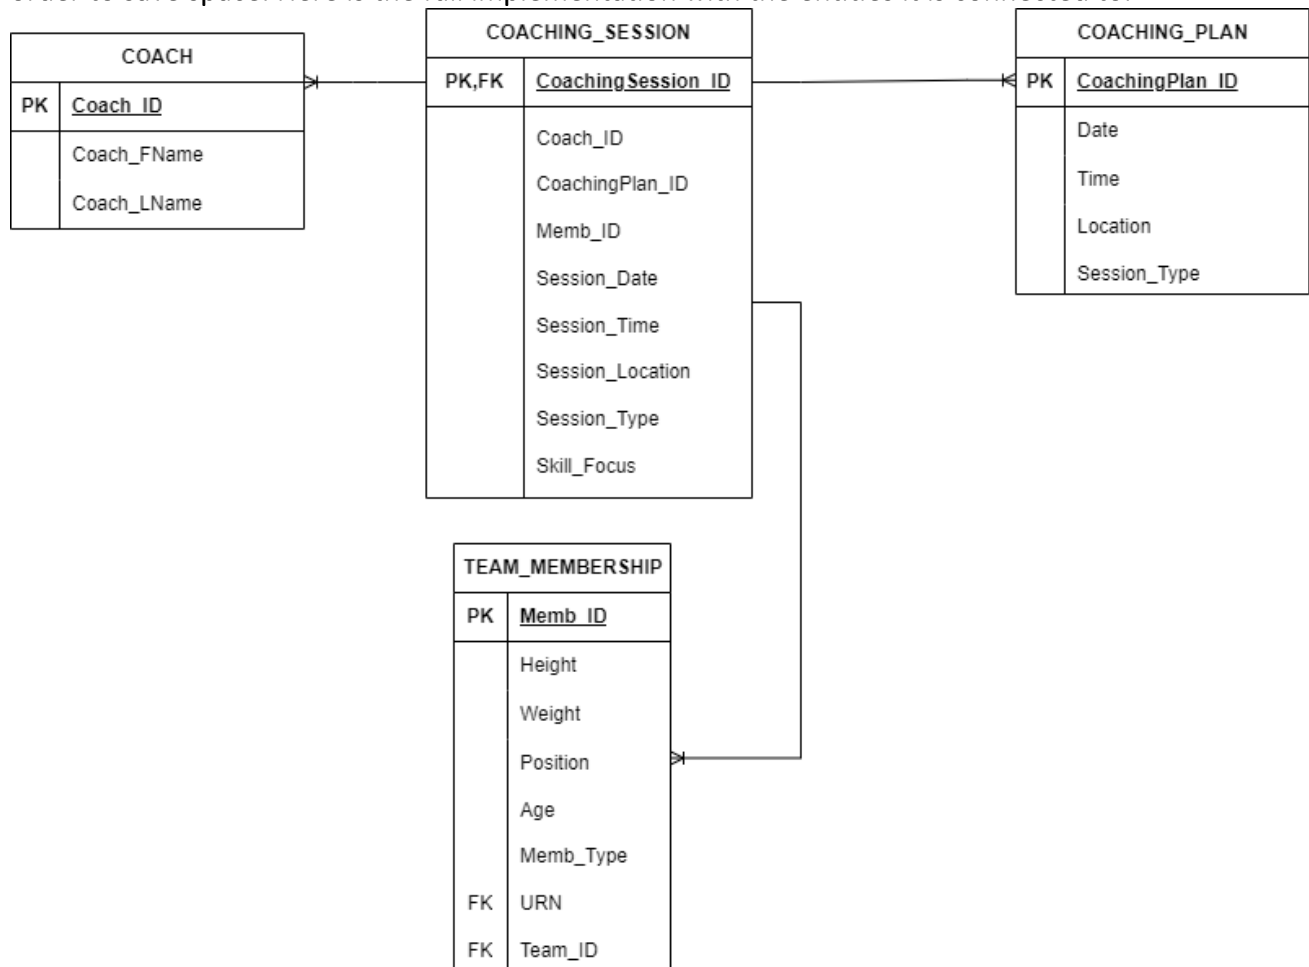 COACH
PK Coach_ID
Coach_FName
Coach_LName
COACHING_SESSION
PK,FK CoachingSession_ID
Coach_ID
CoachingPlan_ID
Memb_ID
Session_Date
Session_Time
Session_Location
Session_Type
Skill_Focus
COACHING_PLAN
PK CoachingPlan_ID
Date
Time
Location
Session_Type
TEAM_MEMBERSHIP
PK Memb_ID
Height
Weight
Position
Age
Memb_Type
FK URN
FK Team_ID